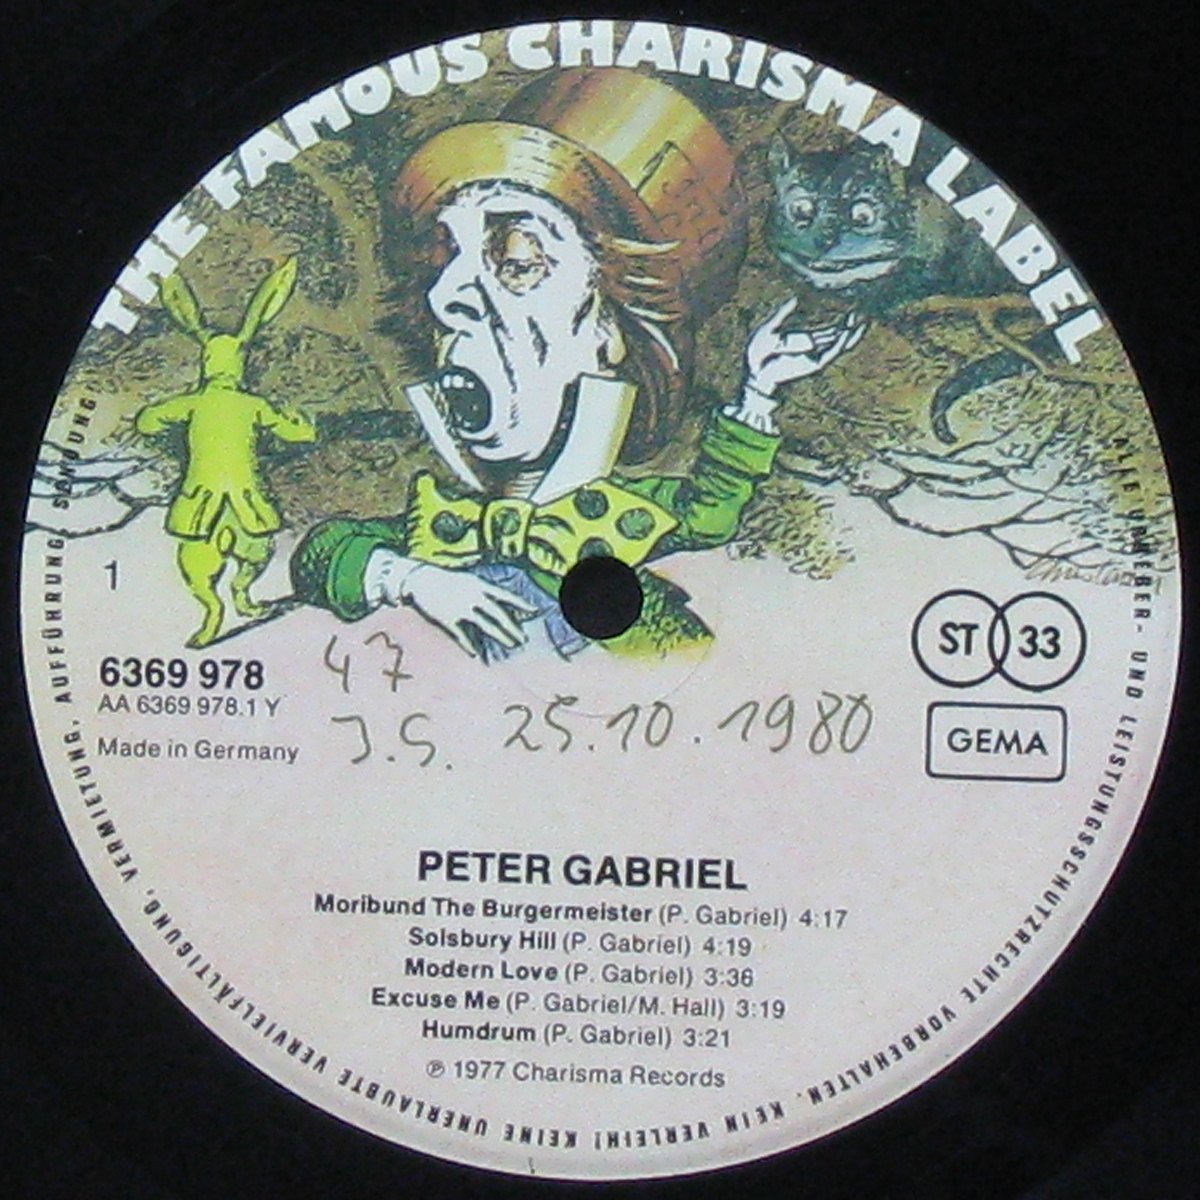 THE FAMOUS CHARISMA LABEL
1
6369 978
AA 6369 978.1 Y
Made in Germany
47
J.S. 25.10.1980
ST 33
GEMA
PETER GABRIEL
Moribund The Burgermeister (P. Gabriel) 4:17
Solsbury Hill (P. Gabriel) 4:19
Modern Love (P. Gabriel) 3:36
Excuse Me (P. Gabriel/M. Hall) 3:19
Humdrum (P. Gabriel) 3:21
℗ 1977 Charisma Records
ALLE URHEBER- UND LEISTUNGSSCHUTZRECHTE VORBEHALTEN. KEIN VERLEIH! KEINE UNERLAUBTE VERVIELFÄLTIGUNG, VERMIETUNG, AUFFÜHRUNG, SENDUNG!